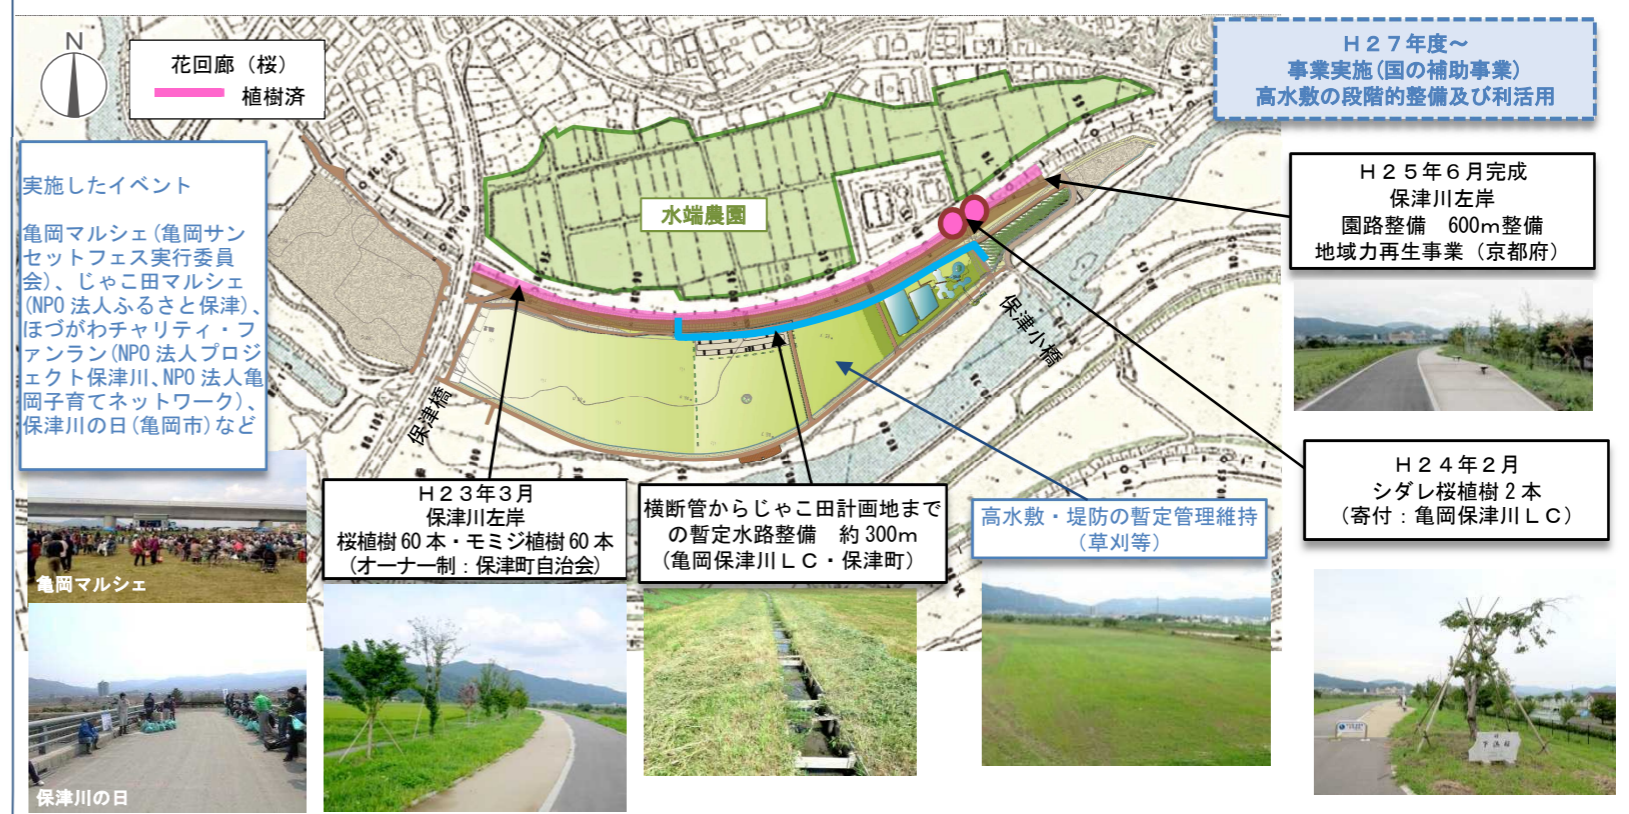 N
花回廊（桜）
植樹済
Ｈ２７年度～
事業実施(国の補助事業)
高水敷の段階的整備及び利活用
実施したイベント
亀岡マルシェ(亀岡サン
セットフェス実行委員
会)、じゃこ田マルシェ
(NPO 法人ふるさと保津)、
ほづがわチャリティ・フ
ァンラン(NPO 法人プロジ
ェクト保津川、NPO 法人亀
岡子育てネットワーク)、
保津川の日(亀岡市)など
水端農園
Ｈ２５年６月完成
保津川左岸
園路整備　600ｍ整備
地域力再生事業（京都府）
保津小橋
保津橋
Ｈ２３年３月
保津川左岸
桜植樹 60 本・モミジ植樹 60 本
（オーナー制：保津町自治会）
横断管からじゃこ田計画地まで
の暫定水路整備　約 300ｍ
（亀岡保津川ＬＣ・保津町）
高水敷・堤防の暫定管理維持
（草刈等）
Ｈ２４年２月
シダレ桜植樹 2 本
（寄付：亀岡保津川ＬＣ）
亀岡マルシェ
保津川の日